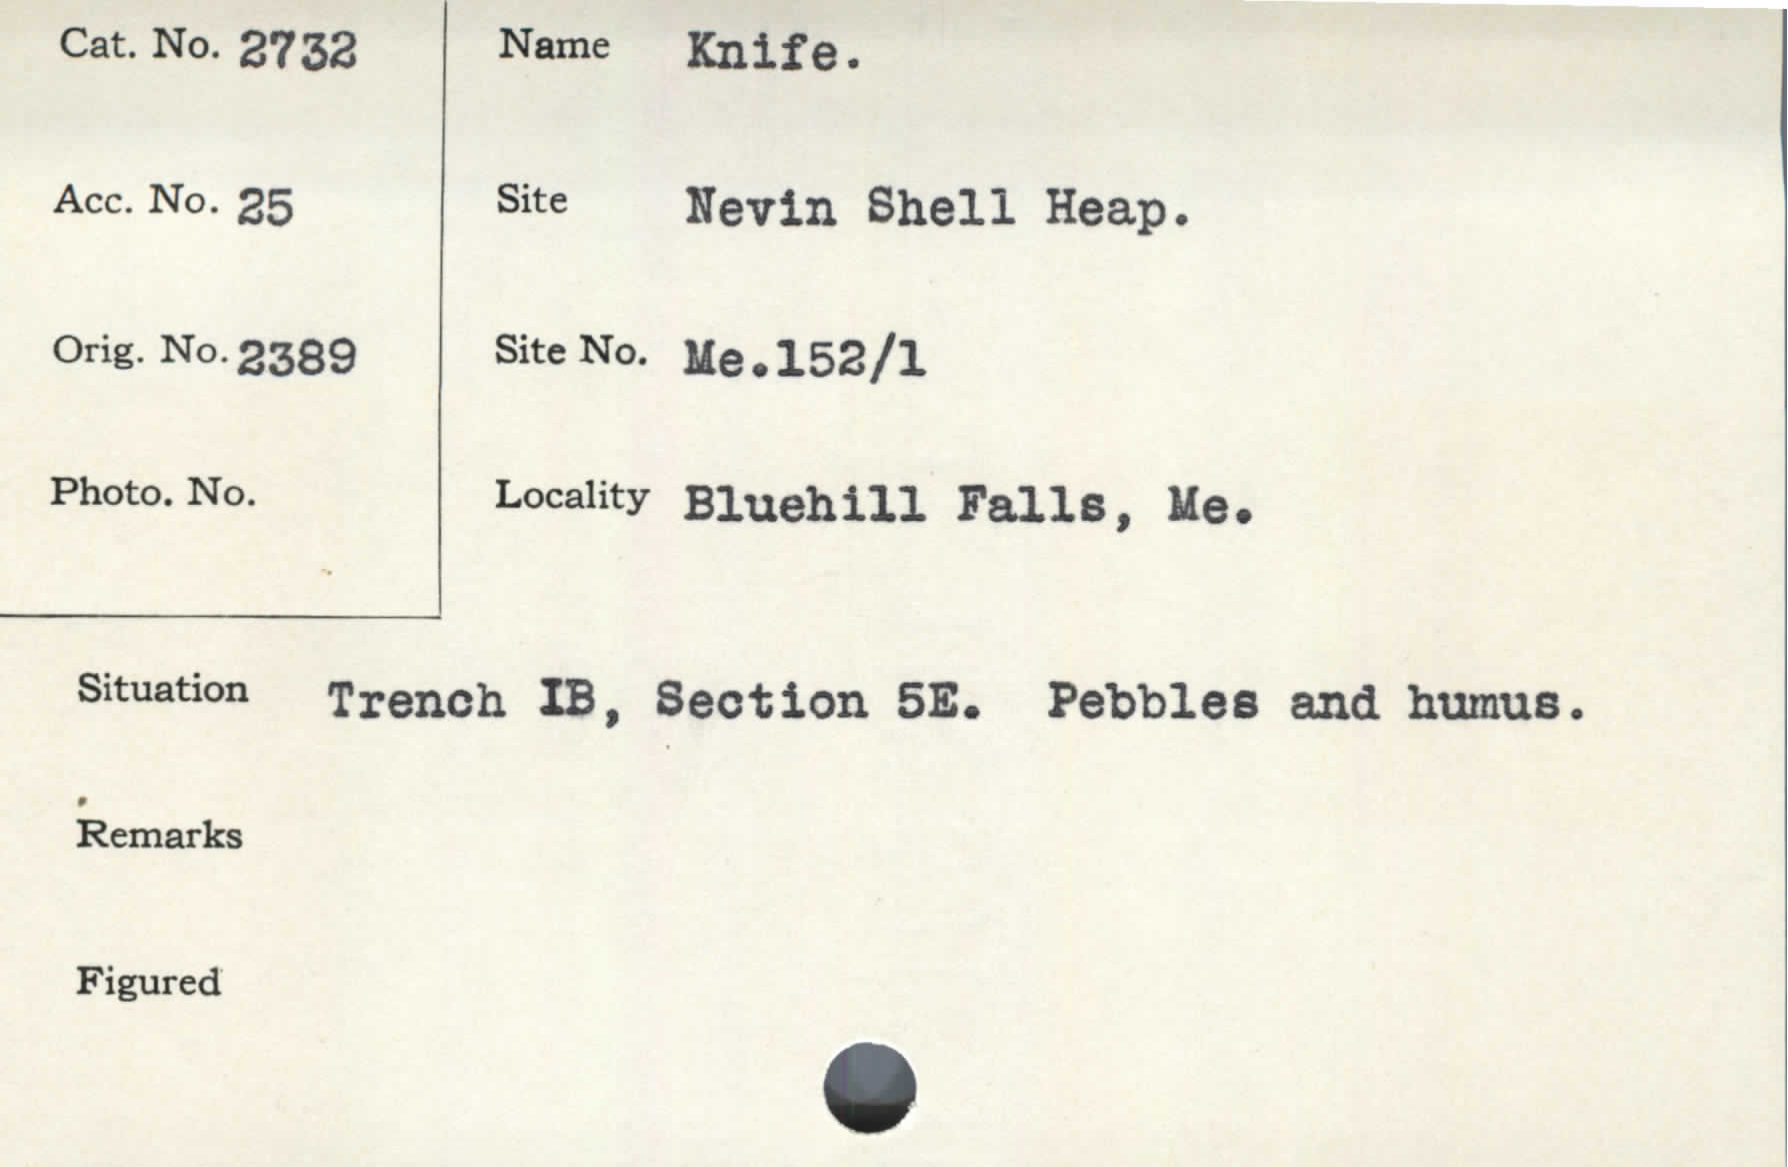 Cat. No. 2732
Acc. No. 25
Orig. No. 2389
Photo. No.
Name Knife.
Site Nevin Shell Heap.
Site No. Me.152/1
Locality Bluehill Falls, Me.
Situation Trench IB, Section 5E. Pebbles and humus.
Remarks
Figured